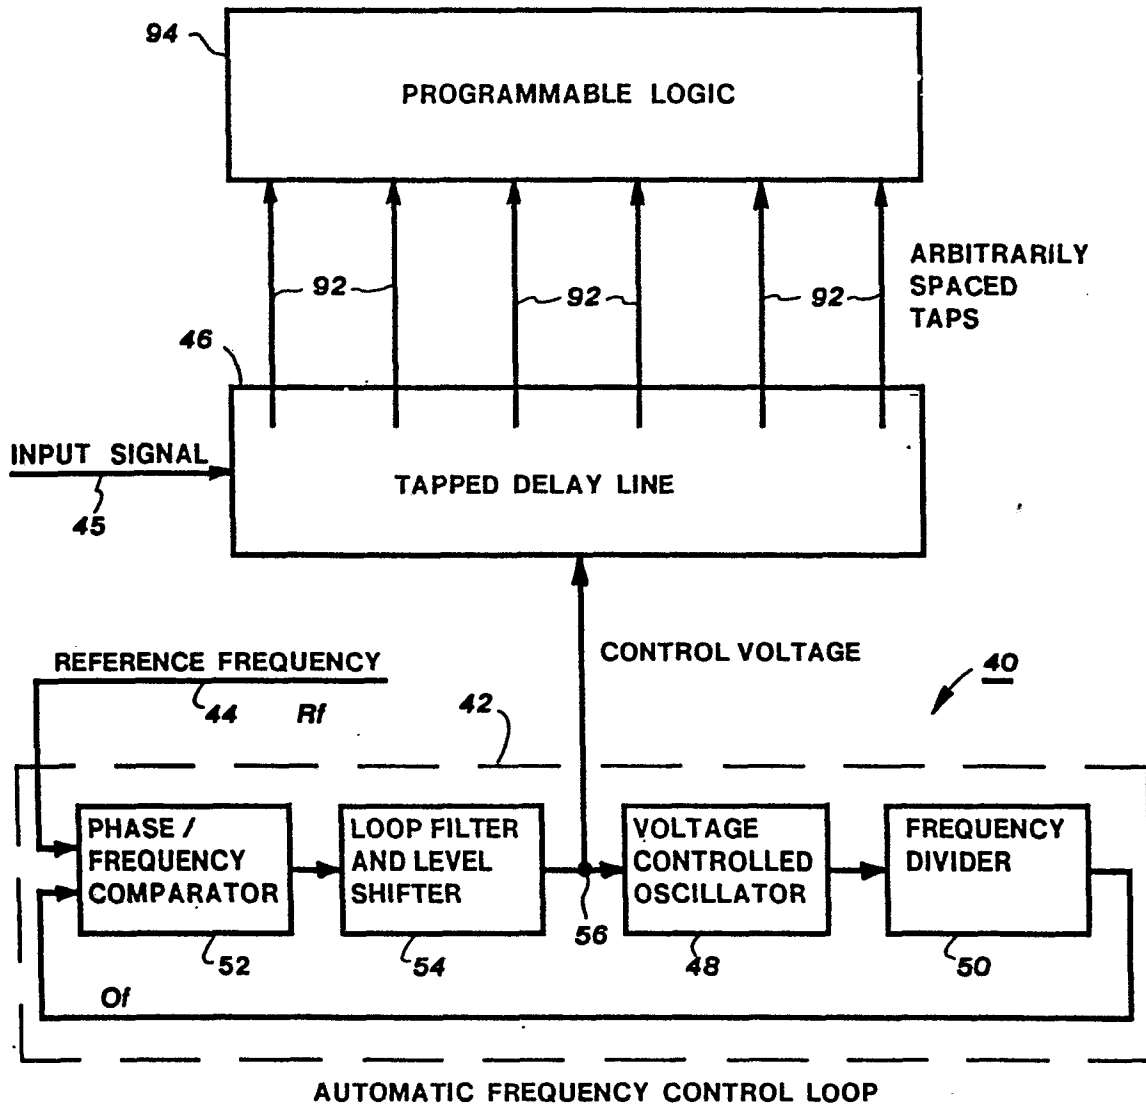 94
PROGRAMMABLE LOGIC
92
92
92
ARBITRARILY
SPACED
TAPS
46
INPUT SIGNAL
45
TAPPED DELAY LINE
CONTROL VOLTAGE
40
REFERENCE FREQUENCY
44 Rf
42
PHASE /
FREQUENCY
COMPARATOR
52
LOOP FILTER
AND LEVEL
SHIFTER
54
56
VOLTAGE
CONTROLLED
OSCILLATOR
48
FREQUENCY
DIVIDER
50
Of
AUTOMATIC FREQUENCY CONTROL LOOP